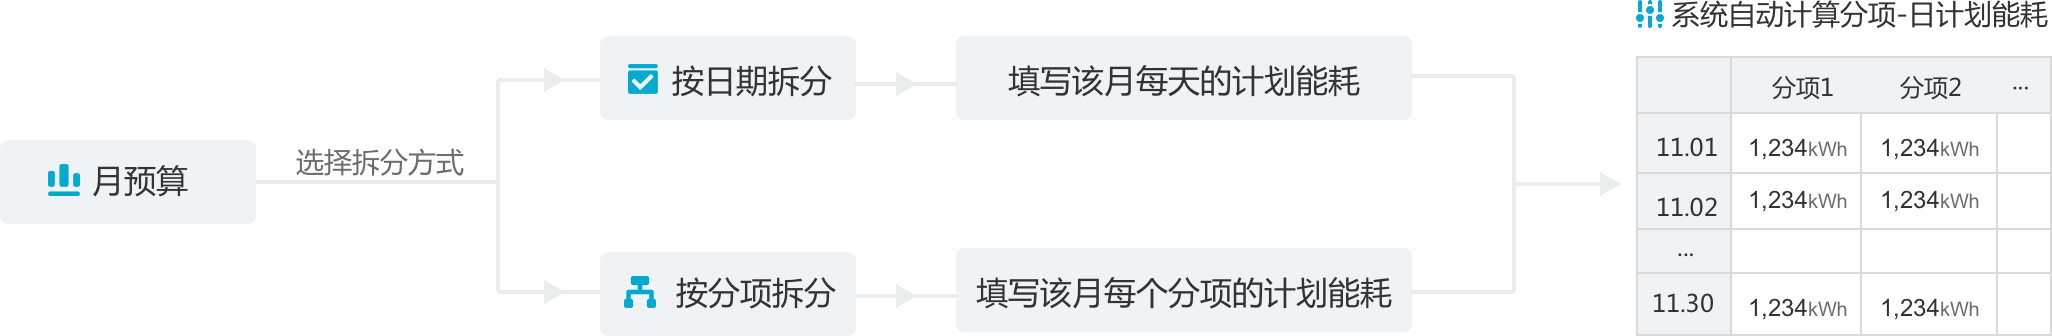 月预算
选择拆分方式
按日期拆分
填写该月每天的计划能耗
按分项拆分
填写该月每个分项的计划能耗
系统自动计算分项-日计划能耗
分项1 分项2 ...
11.01 1,234kWh 1,234kWh
11.02 1,234kWh 1,234kWh
...
11.30 1,234kWh 1,234kWh